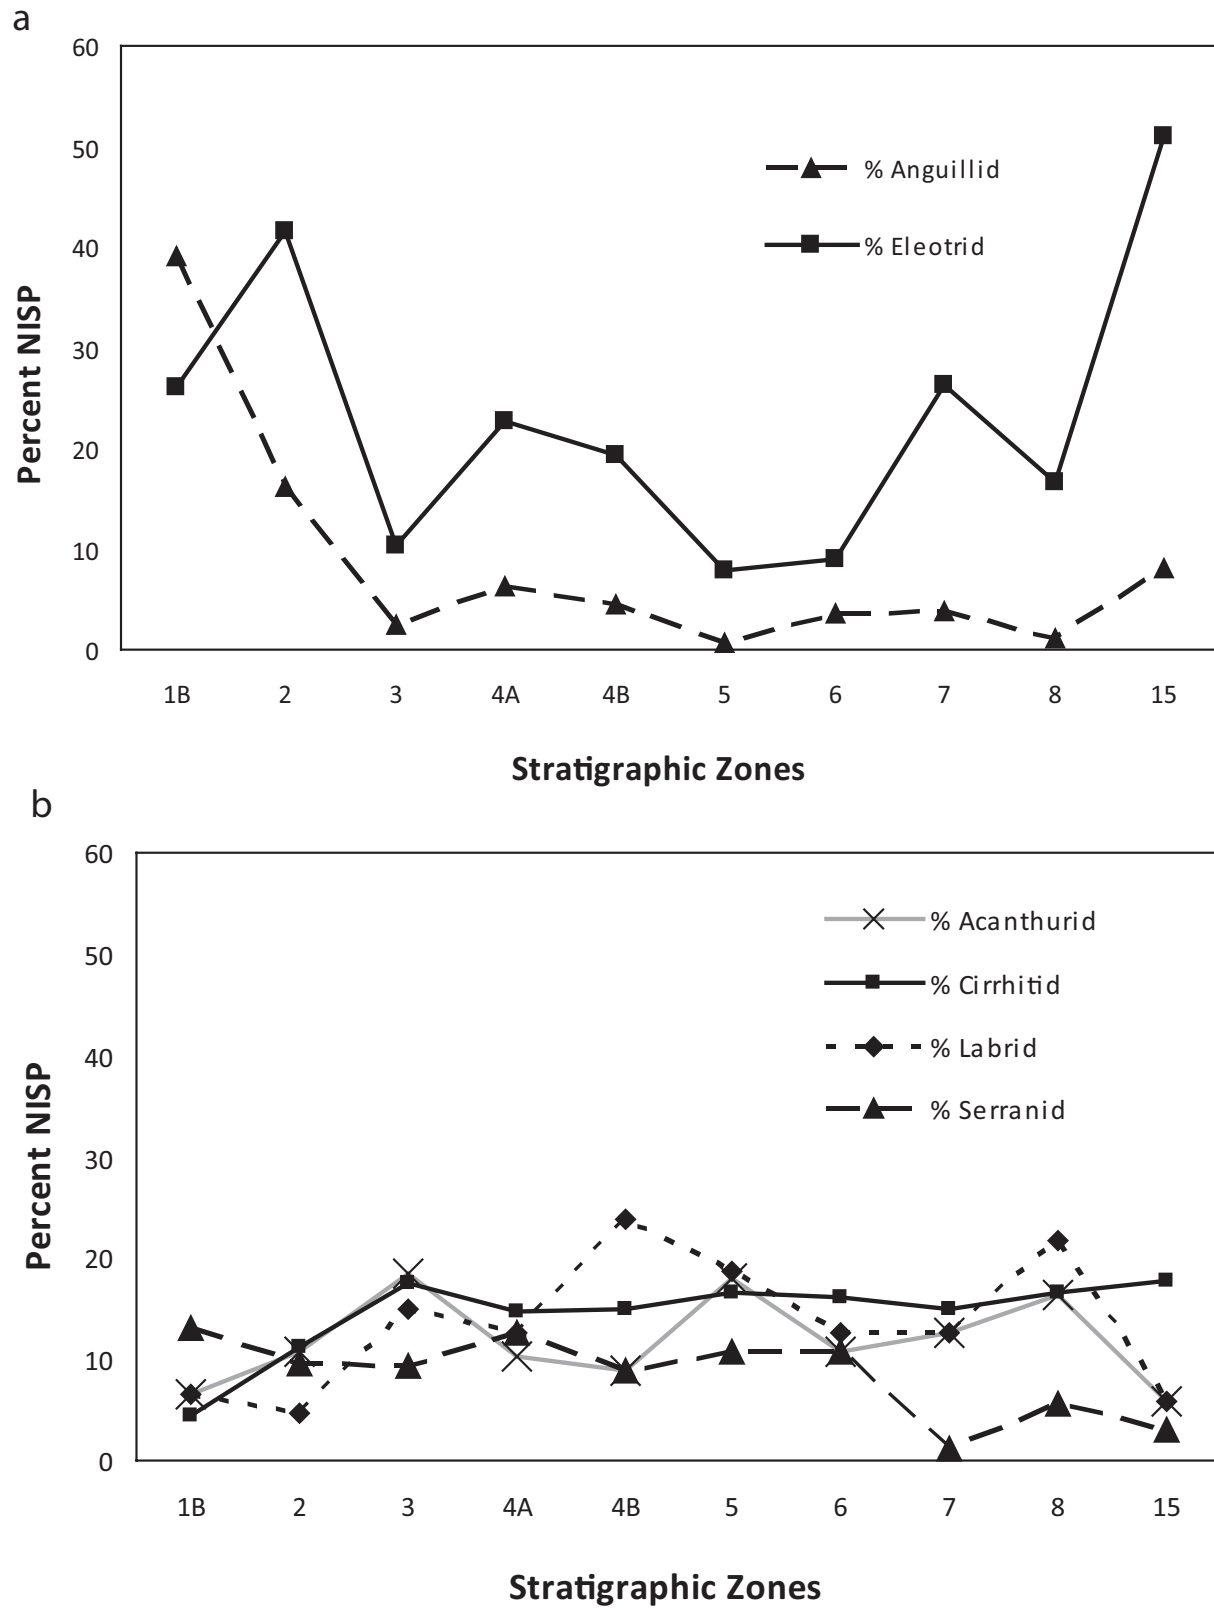 a
60
50
40
30
20
10
0
Percent NISP
% Anguillid
% Eleotrid
1B 2 3 4A 4B 5 6 7 8 15
Stratigraphic Zones
b
60
50
40
30
20
10
0
Percent NISP
% Acanthurid
% Cirrhitid
% Labrid
% Serranid
1B 2 3 4A 4B 5 6 7 8 15
Stratigraphic Zones